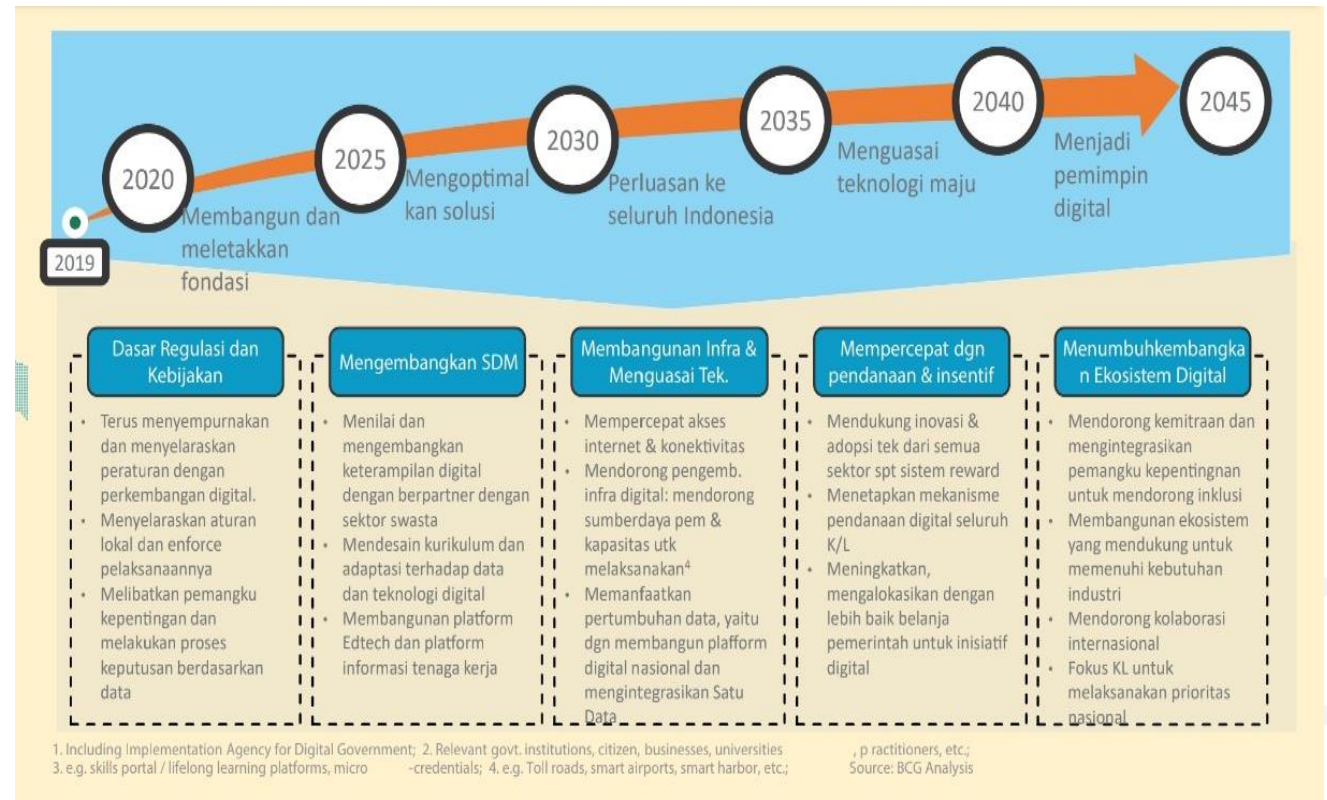 2019
2020
Membangun dan
meletakkan
fondasi
2025
Mengoptimal
kan solusi
2030
Perluasan ke
seluruh Indonesia
2035
Menguasai
teknologi maju
2040
Menjadi
pemimpin
digital
2045
Dasar Regulasi dan
Kebijakan
• Terus menyempurnakan
dan menyelaraskan
peraturan dengan
perkembangan digital.
• Menyelaraskan aturan
lokal dan enforce
pelaksanaannya
• Melibatkan pemangku
kepentingan dan
melakukan proses
keputusan berdasarkan
data
Mengembangkan SDM
• Menilai dan
mengembangkan
keterampilan digital
dengan berpartner dengan
sektor swasta
• Mendesain kurikulum dan
adaptasi terhadap data
dan teknologi digital
• Membangunan platform
Edtech dan platform
informasi tenaga kerja
Membangunan Infra &
Menguasai Tek.
• Mempercepat akses
internet & konektivitas
• Mendorong pengemb.
infra digital: mendorong
sumberdaya pem &
kapasitas utk
melaksanakan⁴
• Memanfaatkan
pertumbuhan data, yaitu
dgn membangun plafform
digital nasional dan
mengintegrasikan Satu
Data
Mempercepat dgn
pendanaan & insentif
• Mendukung inovasi &
adopsi tek dari semua
sektor spt sistem reward
• Menetapkan mekanisme
pendanaan digital seluruh
K/L
• Meningkatkan,
mengalokasikan dengan
lebih baik belanja
pemerintah untuk inisiatif
digital
Menumbuhkembangka
n Ekosistem Digital
• Mendorong kemitraan dan
mengintegrasikan
pemangku kepentingnan
untuk mendorong inklusi
• Membangunan ekosistem
yang mendukung untuk
memenuhi kebutuhan
industri
• Mendorong kolaborasi
internasional
• Fokus KL untuk
melaksanakan prioritas
nasional
1. Including Implementation Agency for Digital Government; 2. Relevant govt. institutions, citizen, businesses, universities , p ractitioners, etc.;
3. e.g. skills portal / lifelong learning platforms, micro -credentials; 4. e.g. Toll roads, smart airports, smart harbor, etc.; Source: BCG Analysis